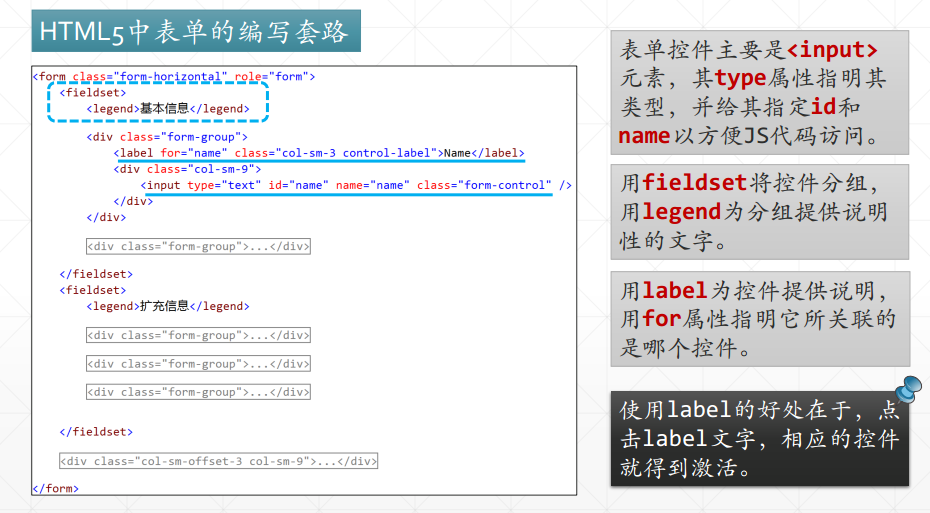 HTML5中表单的编写套路
<form class="form-horizontal" role="form">
<fieldset>
<legend>基本信息</legend>
<div class="form-group">
<label for="name" class="col-sm-3 control-label">Name</label>
<div class="col-sm-9">
<input type="text" id="name" name="name" class="form-control" />
</div>
</div>
<div class="form-group">...</div>
</fieldset>
<fieldset>
<legend>扩充信息</legend>
<div class="form-group">...</div>
<div class="form-group">...</div>
<div class="form-group">...</div>
</fieldset>
<div class="col-sm-offset-3 col-sm-9">...</div>
</form>
表单控件主要是<input>
元素，其type属性指明其
类型，并给其指定id和
name以方便JS代码访问。
用fieldset将控件分组，
用legend为分组提供说明
性的文字。
用label为控件提供说明，
用for属性指明它所关联的
是哪个控件。
使用label的好处在于，点
击label文字，相应的控件
就得到激活。